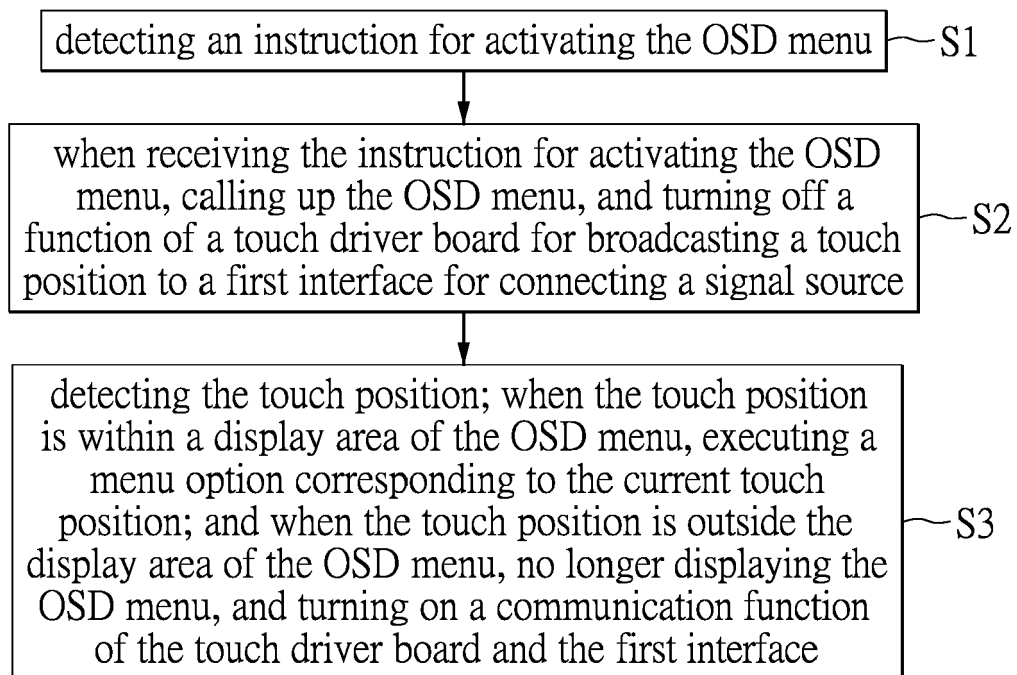 detecting an instruction for activating the OSD menu
S1
when receiving the instruction for activating the OSD
menu, calling up the OSD menu, and turning off a
function of a touch driver board for broadcasting a touch
position to a first interface for connecting a signal source
S2
detecting the touch position; when the touch position
is within a display area of the OSD menu, executing a
menu option corresponding to the current touch
position; and when the touch position is outside the
display area of the OSD menu, no longer displaying the
OSD menu, and turning on a communication function
of the touch driver board and the first interface
S3